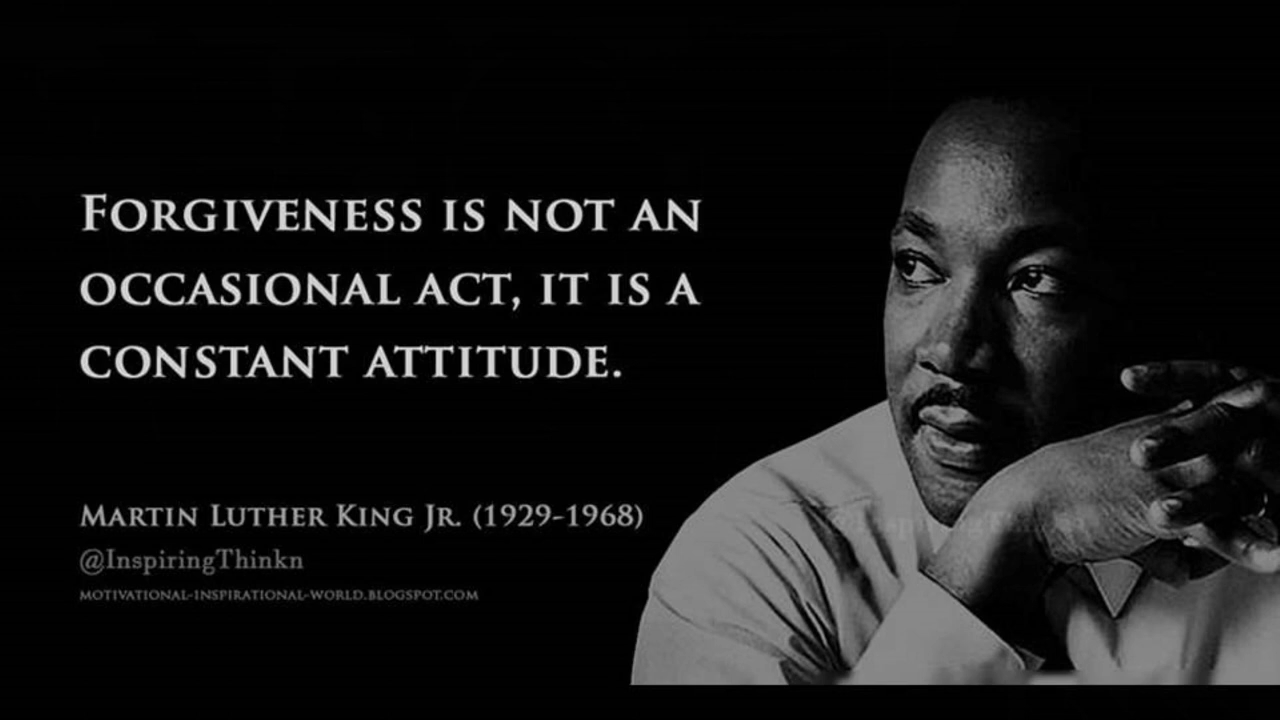 Forgiveness is not an
occasional act, it is a
constant attitude.
Martin Luther King Jr. (1929-1968)
@InspiringThinkn
motivational-inspirational-world.blogspot.com